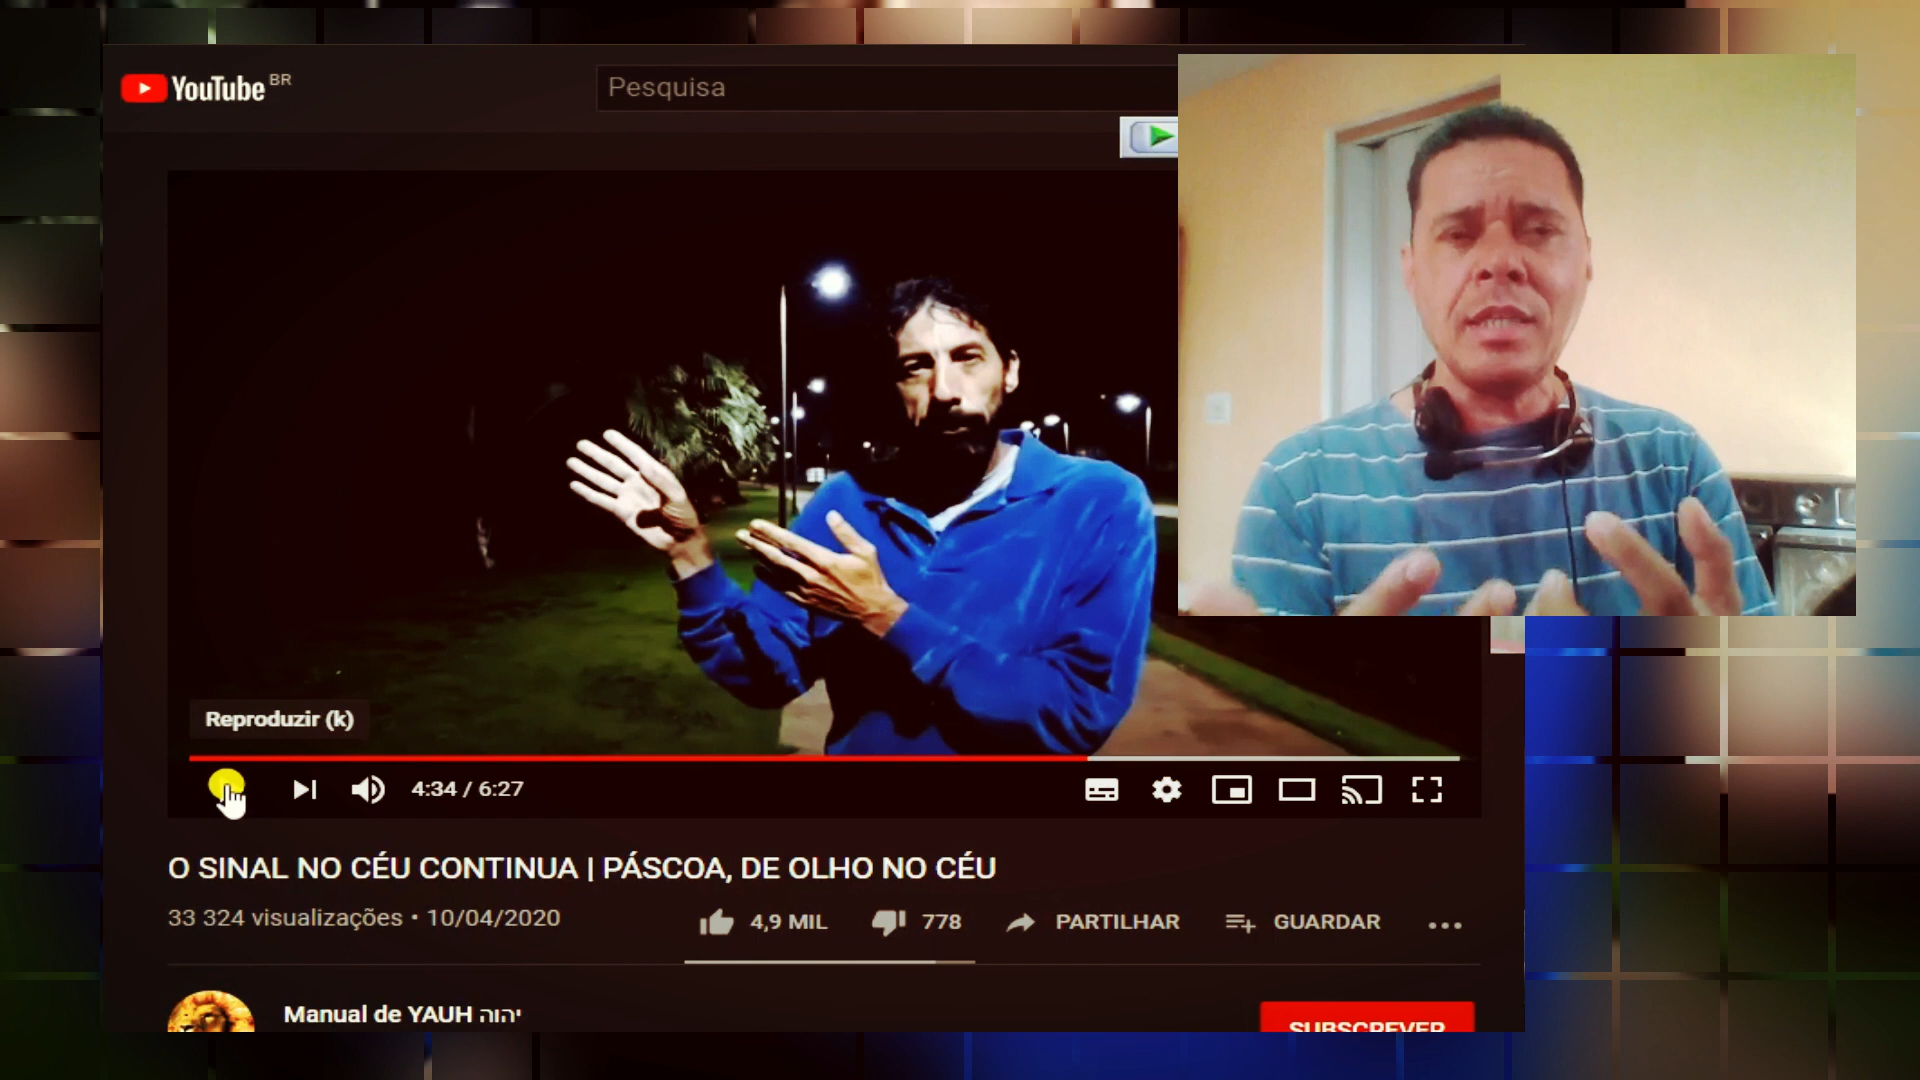 YouTube BR
Pesquisa
Reproduzir (k)
4:34 / 6:27
O SINAL NO CÉU CONTINUA | PÁSCOA, DE OLHO NO CÉU
33 324 visualizações • 10/04/2020
4,9 MIL
778
PARTILHAR
GUARDAR
Manual de YAUH יהוה
SUBSCREVER